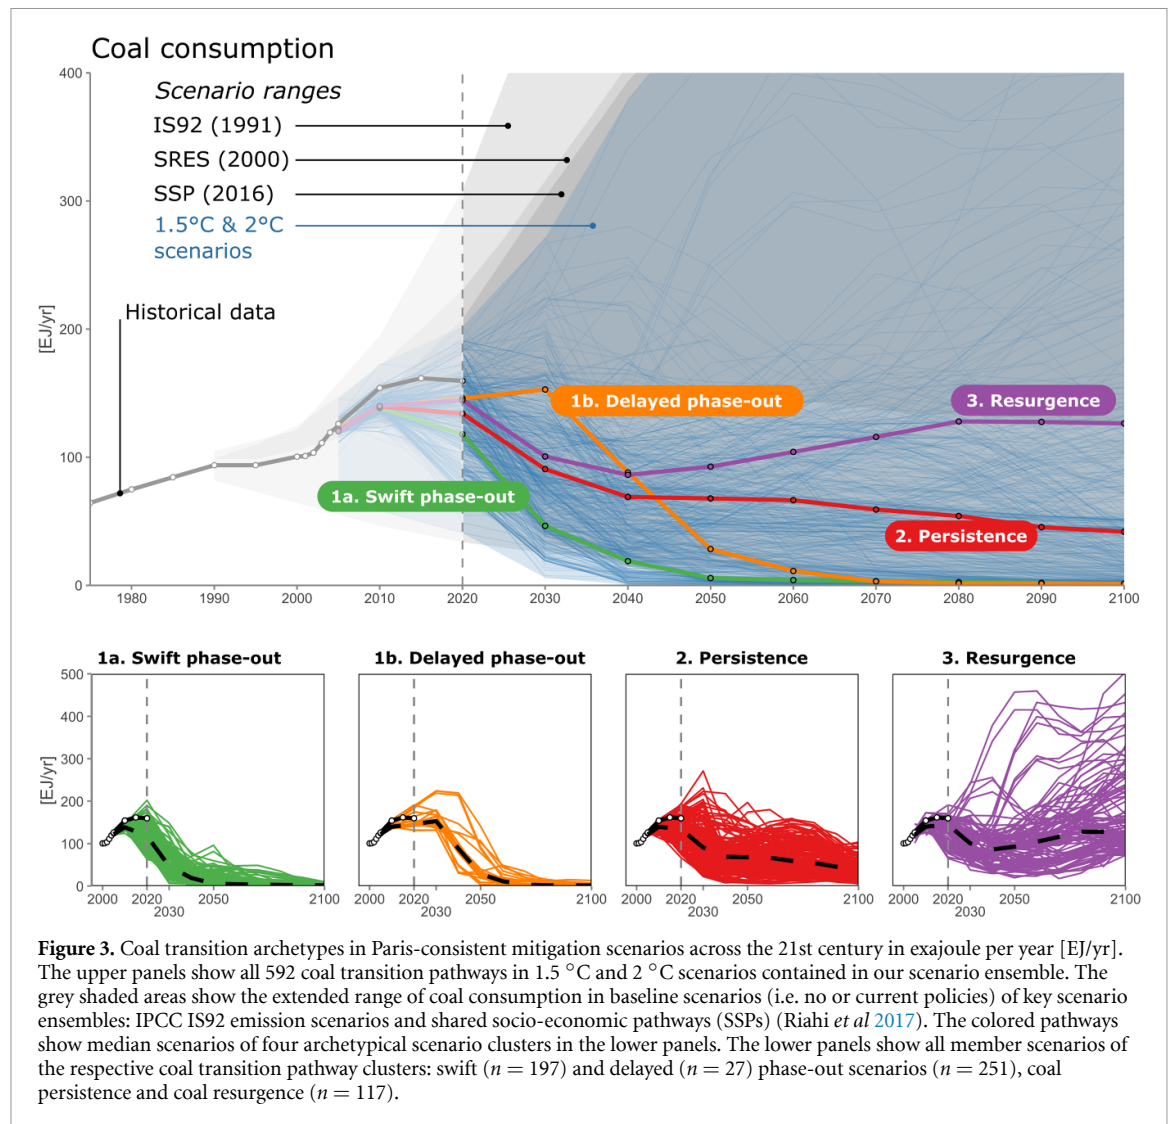 Coal consumption
Scenario ranges
IS92 (1991)
SRES (2000)
SSP (2016)
1.5°C & 2°C
scenarios
Historical data
[EJ/yr]
400
300
200
100
0
1b. Delayed phase-out
3. Resurgence
1a. Swift phase-out
2. Persistence
1980 1990 2000 2010 2020 2030 2040 2050 2060 2070 2080 2090 2100
1a. Swift phase-out
1b. Delayed phase-out
2. Persistence
3. Resurgence
[EJ/yr]
500
400
300
200
100
0
2000 2020 2050 2100
2030
2000 2020 2050 2100
2030
2000 2020 2050 2100
2030
2000 2020 2050 2100
2030
Figure 3. Coal transition archetypes in Paris-consistent mitigation scenarios across the 21st century in exajoule per year [EJ/yr].
The upper panels show all 592 coal transition pathways in 1.5 °C and 2 °C scenarios contained in our scenario ensemble. The
grey shaded areas show the extended range of coal consumption in baseline scenarios (i.e. no or current policies) of key scenario
ensembles: IPCC IS92 emission scenarios and shared socio-economic pathways (SSPs) (Riahi et al 2017). The colored pathways
show median scenarios of four archetypical scenario clusters in the lower panels. The lower panels show all member scenarios of
the respective coal transition pathway clusters: swift (n = 197) and delayed (n = 27) phase-out scenarios (n = 251), coal
persistence and coal resurgence (n = 117).